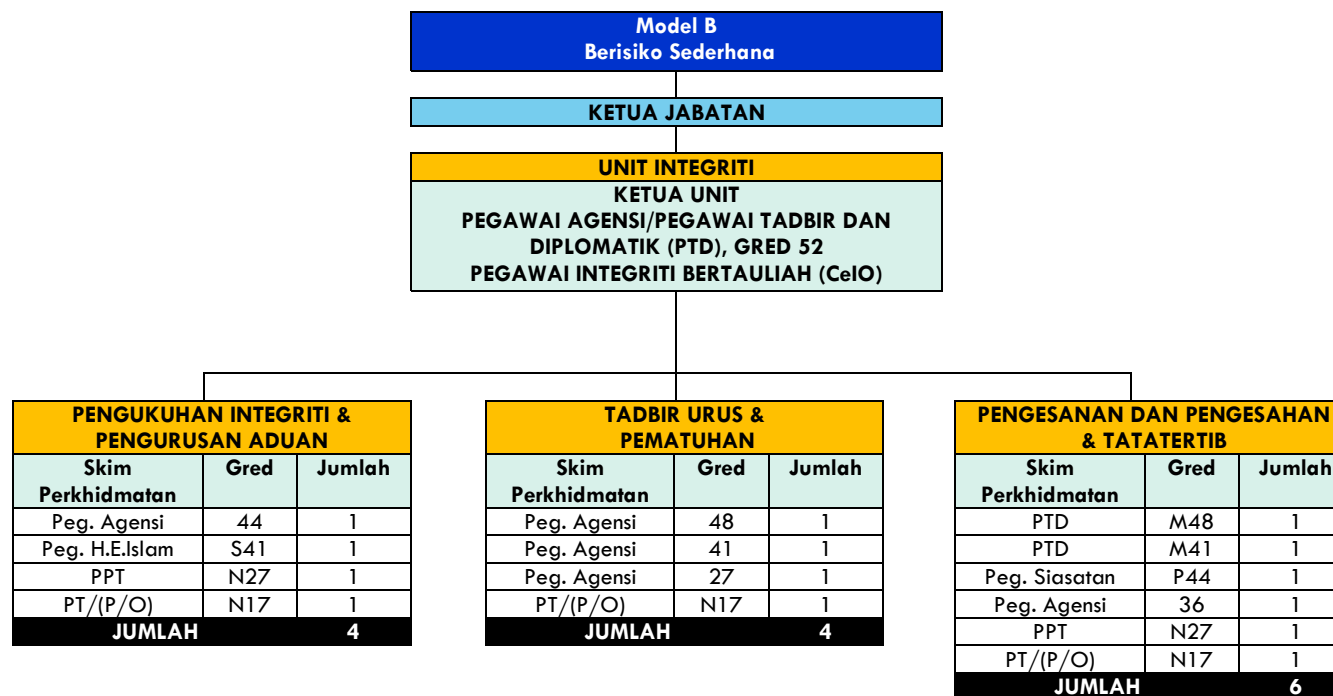 Model B
Berisiko Sederhana
KETUA JABATAN
UNIT INTEGRITI
KETUA UNIT
PEGAWAI AGENSI/PEGAWAI TADBIR DAN
DIPLOMATIK (PTD), GRED 52
PEGAWAI INTEGRITI BERTAULIAH (CeIO)
PENGUKUHAN INTEGRITI &
PENGURUSAN ADUAN
Skim Perkhidmatan Gred Jumlah
Peg. Agensi 44 1
Peg. H.E.Islam S41 1
PPT N27 1
PT/(P/O) N17 1
JUMLAH 4
TADBIR URUS &
PEMATUHAN
Skim Perkhidmatan Gred Jumlah
Peg. Agensi 48 1
Peg. Agensi 41 1
Peg. Agensi 27 1
PT/(P/O) N17 1
JUMLAH 4
PENGESANAN DAN PENGESAHAN
& TATATERTIB
Skim Perkhidmatan Gred Jumlah
PTD M48 1
PTD M41 1
Peg. Siasatan P44 1
Peg. Agensi 36 1
PPT N27 1
PT/(P/O) N17 1
JUMLAH 6